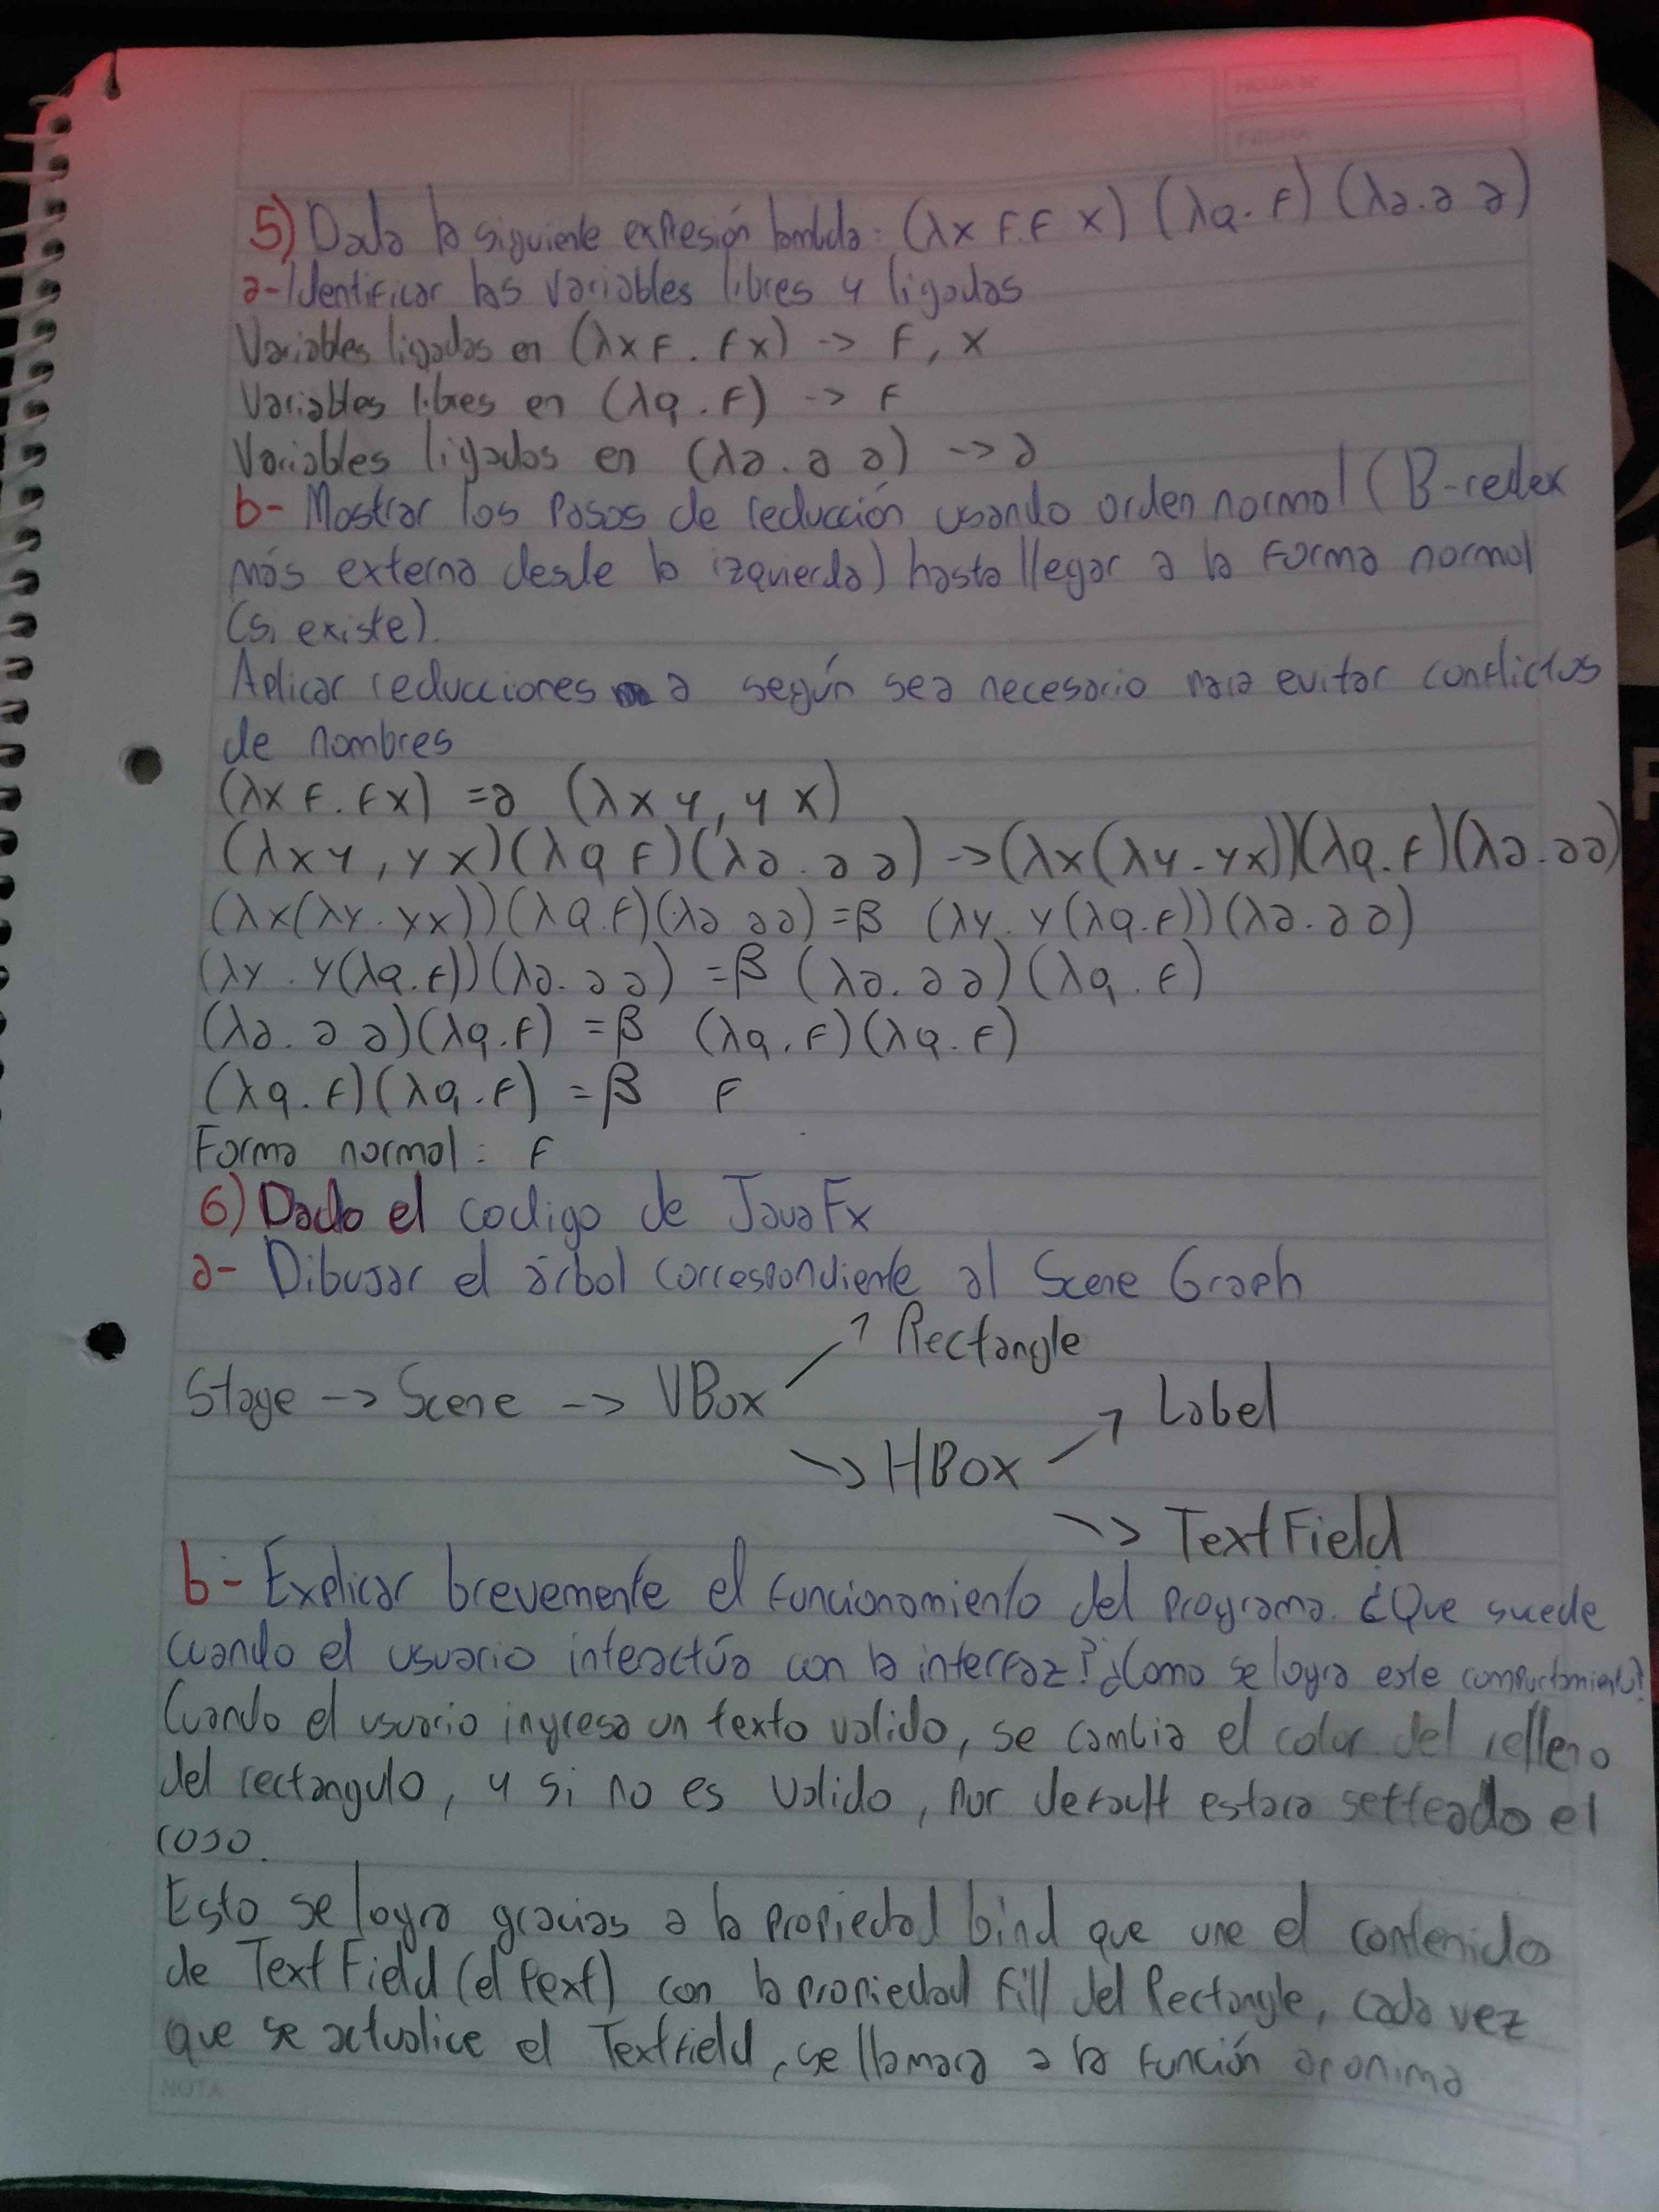 HOJA Nº
FECHA
5) Dada la siguiente expresión lambda: (λx f.f x) (λq. f) (λa.a a)
a- Identificar las variables libres y ligadas
Variables ligadas en (λx f. f x) -> f, x
Variables libres en (λq. f) -> f
Variables ligadas en (λa. a a) -> a
b- Mostrar los pasos de reducción usando orden normal (B-redex
más externa desde la izquierda) hasta llegar a la forma normal
(si existe).
Aplicar reducciones a según sea necesario para evitar conflictos
de nombres
(λx f. f x) =a (λ x y, y x)
(λ x y, y x)(λ q f)(λ a. a a) -> (λx(λy. yx))(λq. f)(λa. aa)
(λx(λy. yx))(λ q.f)(λa aa) =β (λy. y(λq.f))(λa. a a)
(λy. y(λq.f))(λa. a a) =β (λa. a a)(λq. f)
(λa. a a)(λq.f) =β (λq.f)(λq.f)
(λq.f)(λq.f) =β f
Forma normal: f
6) Dado el codigo de JavaFx
a- Dibujar el árbol correspondiente al Scene Graph
Rectangle
Stage -> Scene -> VBox
Label
-> HBox
-> TextField
b- Explicar brevemente el funcionamiento del programa. ¿Que sucede
cuando el usuario interactúa con la interfaz? ¿Como se logra este comportamiento?
Cuando el usuario ingresa un texto valido, se cambia el color del relleno
del rectangulo, y si no es valido, por default estara setteado el
rojo.
Esto se logra gracias a la propiedad bind que une el contenido
de TextField (el text) con la propiedad fill del Rectangle, cada vez
que se actualice el Textfield, se llamara a la función anonima
NOTA